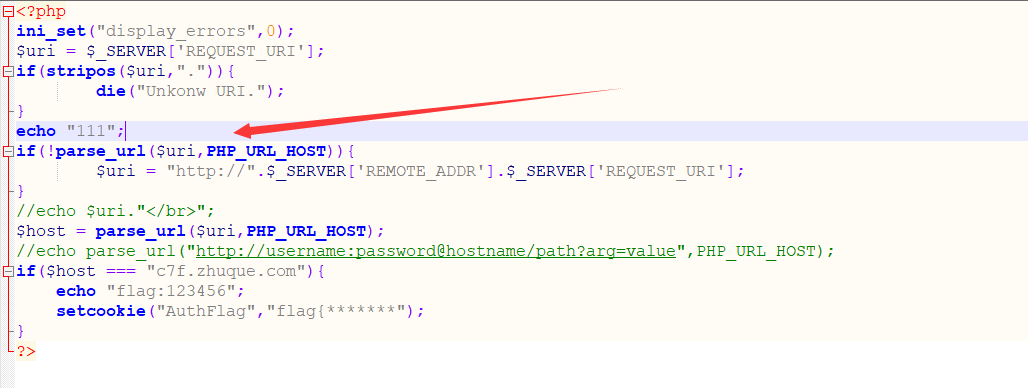 <?php
ini_set("display_errors",0);
$uri = $_SERVER['REQUEST_URI'];
if(stripos($uri,".")){
        die("Unkonw URI.");
}
echo "111";
if(!parse_url($uri,PHP_URL_HOST)){
        $uri = "http://".$_SERVER['REMOTE_ADDR'].$_SERVER['REQUEST_URI'];
}
//echo $uri."</br>";
$host = parse_url($uri,PHP_URL_HOST);
//echo parse_url("http://username:password@hostname/path?arg=value",PHP_URL_HOST);
if($host === "c7f.zhuque.com"){
    echo "flag:123456";
    setcookie("AuthFlag","flag{*******");
}
?>